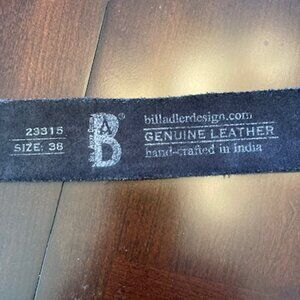 23315
SIZE: 38
B
billadlerdesign.com
GENUINE LEATHER
hand-crafted in india